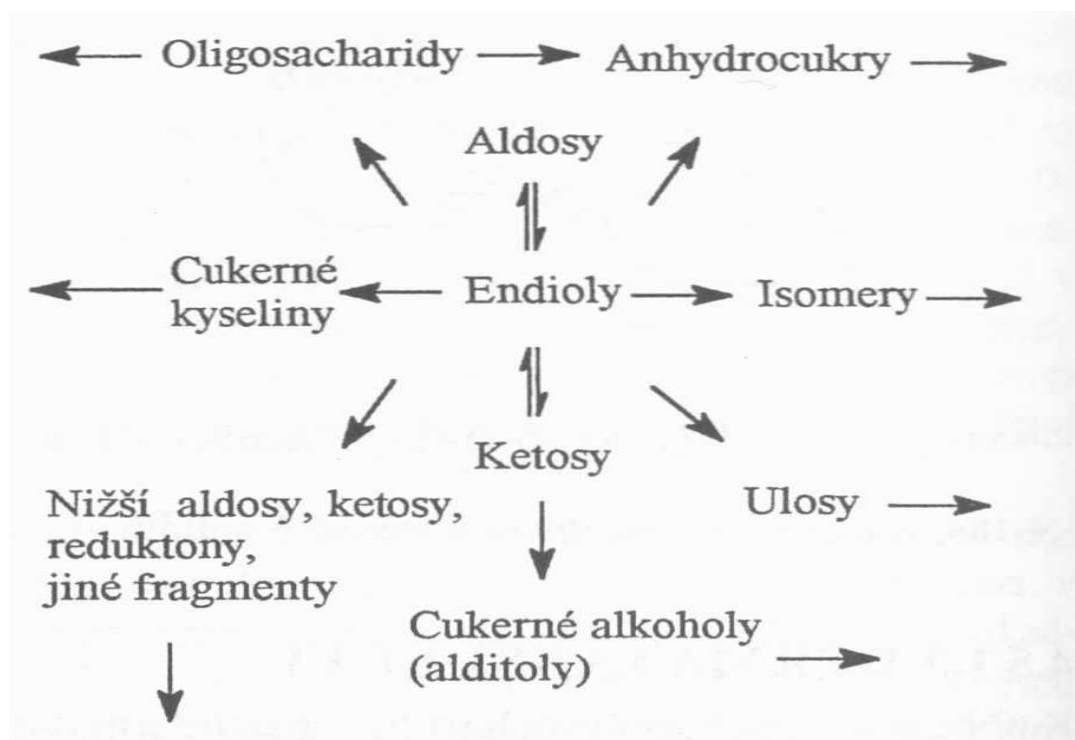 Oligosacharidy
Anhydrocukry
Aldosy
Cukerné
kyseliny
Endioly
Isomery
Ketosy
Nižší aldosy, ketosy,
reduktony,
jiné fragmenty
Ulosy
Cukerné alkoholy
(alditoly)